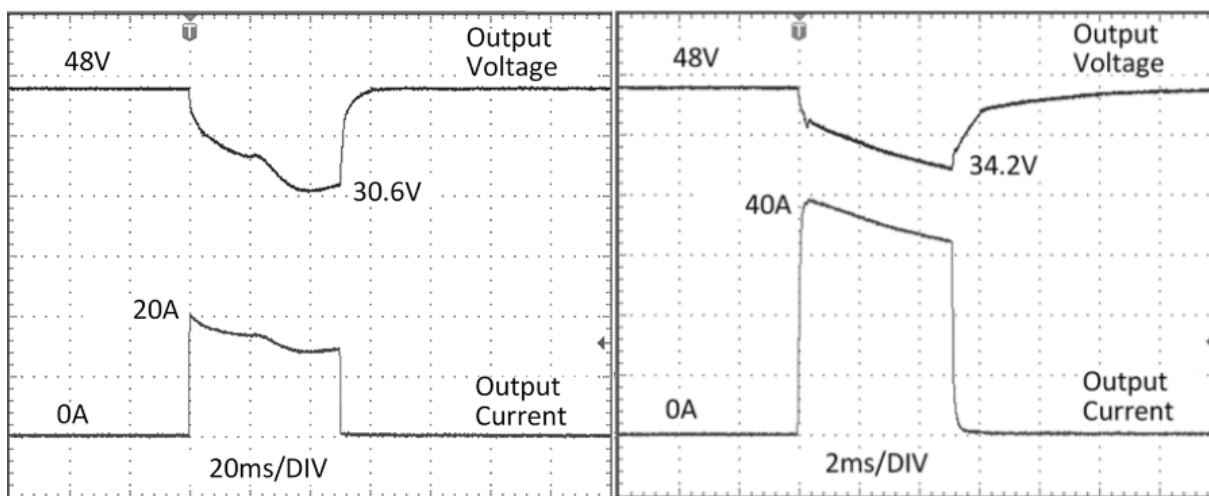 48V
Output
Voltage
30.6V
20A
0A
Output
Current
20ms/DIV
48V
Output
Voltage
34.2V
40A
0A
Output
Current
2ms/DIV